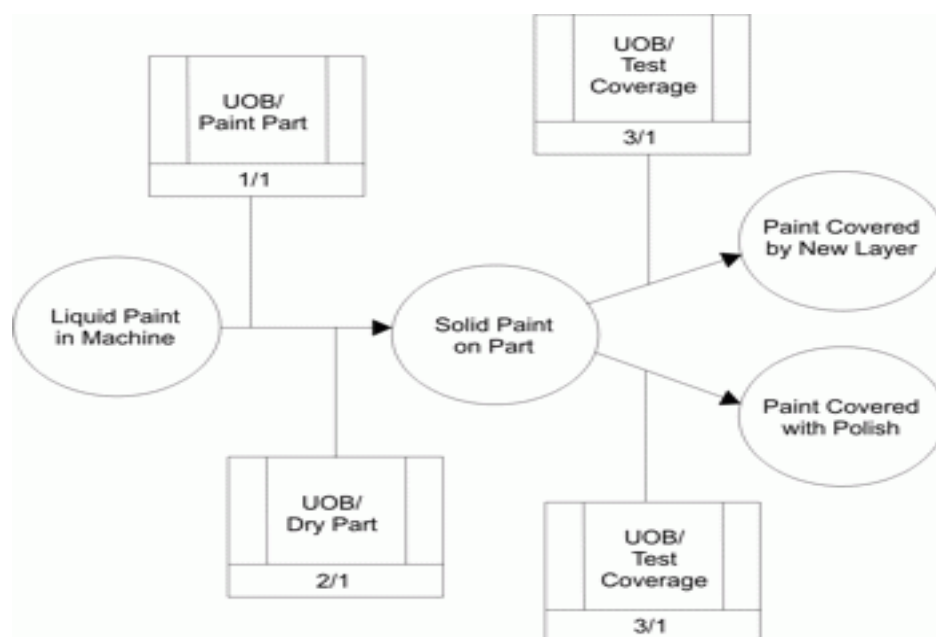 UOB/
Paint Part
1/1
UOB/
Test
Coverage
3/1
Liquid Paint
in Machine
Solid Paint
on Part
Paint Covered
by New Layer
Paint Covered
with Polish
UOB/
Dry Part
2/1
UOB/
Test
Coverage
3/1